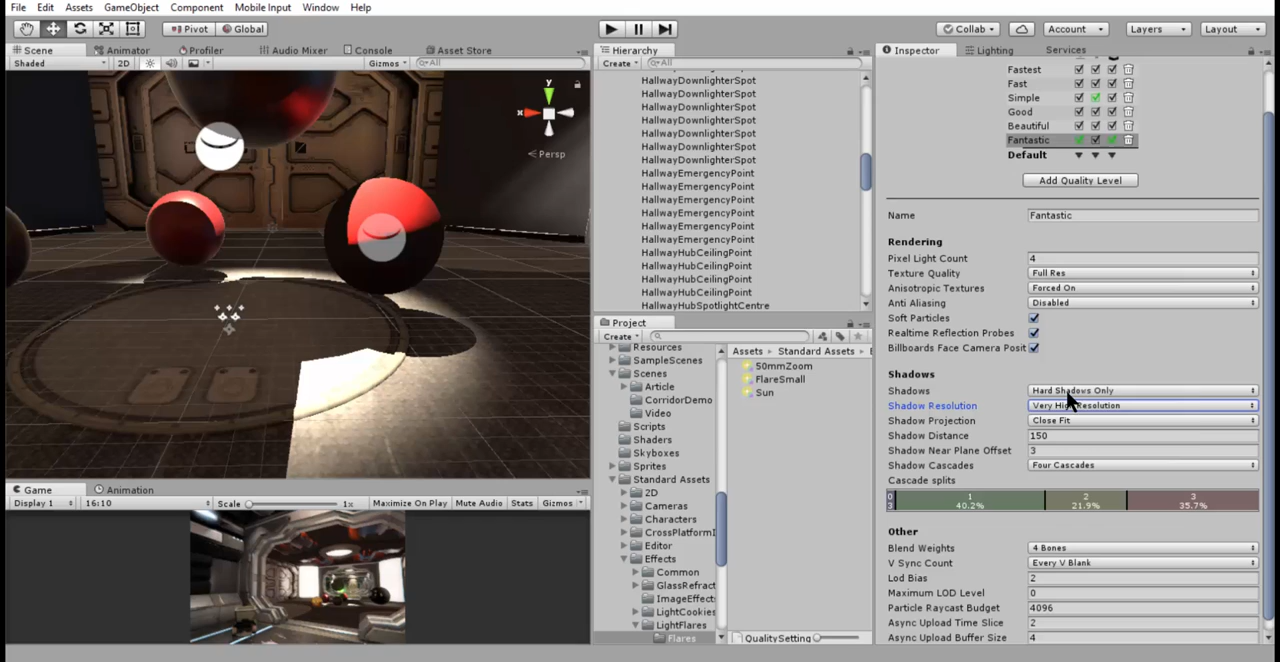 File Edit Assets GameObject Component Mobile Input Window Help
Pivot Global Collab Account Layers Layout
Scene Animator Profiler Audio Mixer Console Asset Store
Shaded 2D Gizmos All
y
x
Persp
Hierarchy
Create All
HallwayDownlighterSpot
HallwayDownlighterSpot
HallwayDownlighterSpot
HallwayDownlighterSpot
HallwayDownlighterSpot
HallwayDownlighterSpot
HallwayDownlighterSpot
HallwayEmergencyPoint
HallwayEmergencyPoint
HallwayEmergencyPoint
HallwayEmergencyPoint
HallwayEmergencyPoint
HallwayEmergencyPoint
HallwayHubCeilingPoint
HallwayHubCeilingPoint
HallwayHubCeilingPoint
HallwayHubCeilingPoint
HallwayHubSpotlightCentre
Project
Create
Resources
SampleScenes
Scenes
Article
CorridorDemo
Video
Scripts
Shaders
Skyboxes
Sprites
Standard Assets
2D
Cameras
Characters
CrossPlatformI
Editor
Effects
Common
GlassRefract
ImageEffect
LightCookies
LightFlares
Flares
Assets Standard Assets
50mmZoom
FlareSmall
Sun
QualitySetting
Game Animation
Display 1 16:10 Scale 1x Maximize On Play Mute Audio Stats Gizmos
Inspector Lighting Services
Fastest
Fast
Simple
Good
Beautiful
Fantastic
Default
Add Quality Level
Name Fantastic
Rendering
Pixel Light Count 4
Texture Quality Full Res
Anisotropic Textures Forced On
Anti Aliasing Disabled
Soft Particles
Realtime Reflection Probes
Billboards Face Camera Posit
Shadows
Shadows Hard Shadows Only
Shadow Resolution Very High Resolution
Shadow Projection Close Fit
Shadow Distance 150
Shadow Near Plane Offset 3
Shadow Cascades Four Cascades
Cascade splits
0 1 2 3
3 40.2% 21.9% 35.7%
Other
Blend Weights 4 Bones
V Sync Count Every V Blank
Lod Bias 2
Maximum LOD Level 0
Particle Raycast Budget 4096
Async Upload Time Slice 2
Async Upload Buffer Size 4